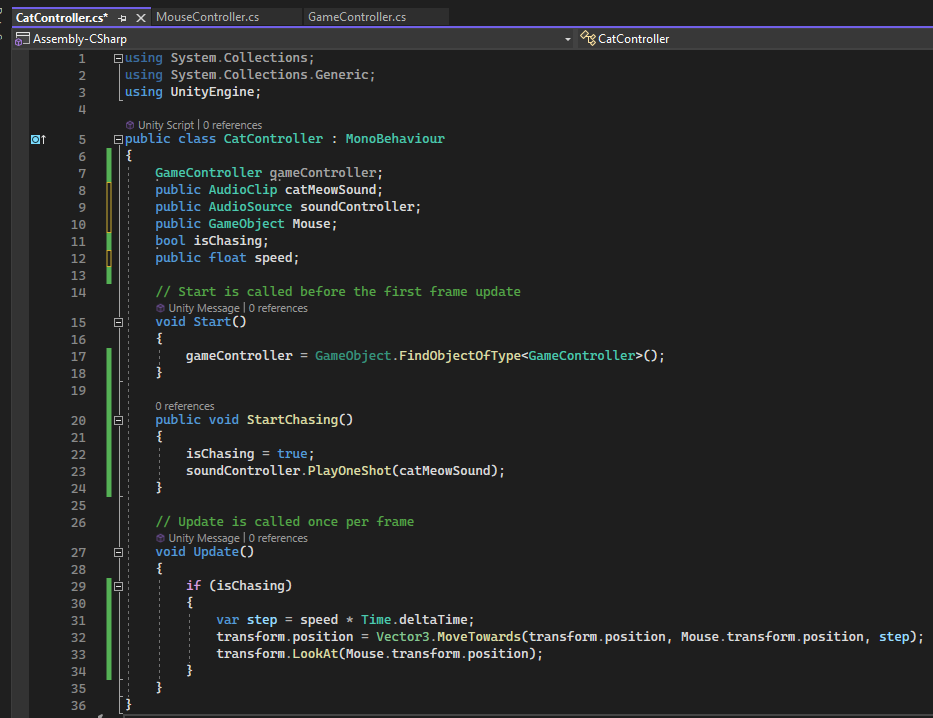 CatController.cs* MouseController.cs GameController.cs
Assembly-CSharp CatController
1 using System.Collections;
2 using System.Collections.Generic;
3 using UnityEngine;
4
Unity Script | 0 references
5 public class CatController : MonoBehaviour
6 {
7 GameController gameController;
8 public AudioClip catMeowSound;
9 public AudioSource soundController;
10 public GameObject Mouse;
11 bool isChasing;
12 public float speed;
13
14 // Start is called before the first frame update
Unity Message | 0 references
15 void Start()
16 {
17 gameController = GameObject.FindObjectOfType<GameController>();
18 }
19
0 references
20 public void StartChasing()
21 {
22 isChasing = true;
23 soundController.PlayOneShot(catMeowSound);
24 }
25
26 // Update is called once per frame
Unity Message | 0 references
27 void Update()
28 {
29 if (isChasing)
30 {
31 var step = speed * Time.deltaTime;
32 transform.position = Vector3.MoveTowards(transform.position, Mouse.transform.position, step);
33 transform.LookAt(Mouse.transform.position);
34 }
35 }
36 }